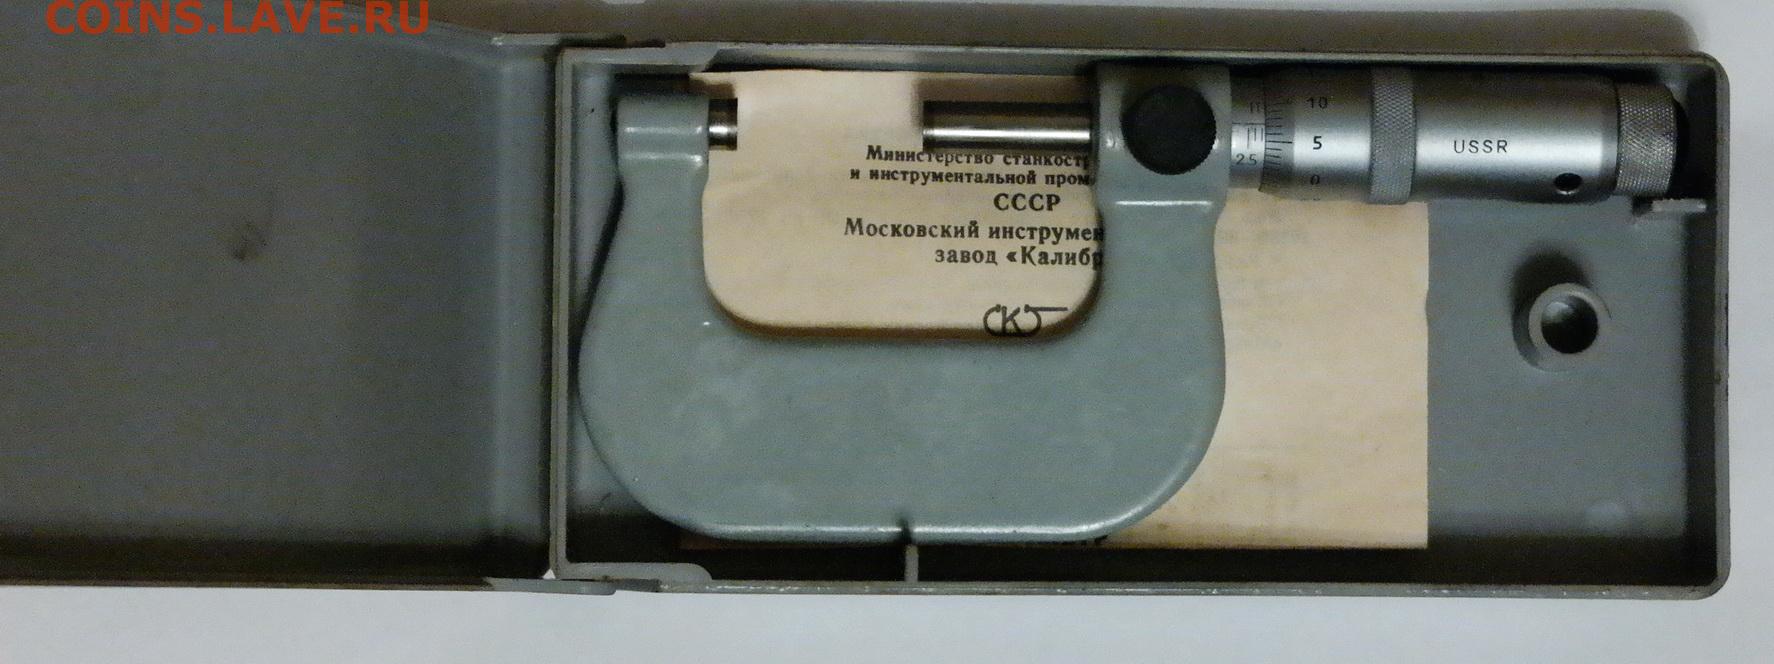 COINS.LAVE.RU
Министерство станкостр
и инструментальной пром
СССР
Московский инструмен
завод «Калибр
10
5
0
25
USSR